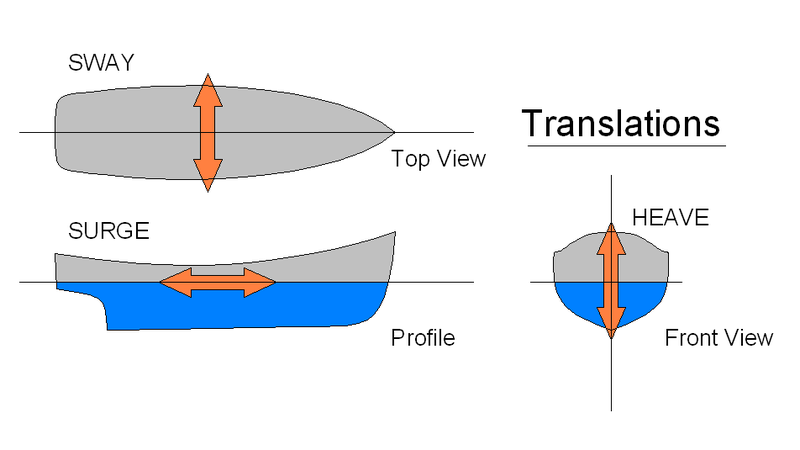 SWAY
Top View
Translations
SURGE
Profile
HEAVE
Front View